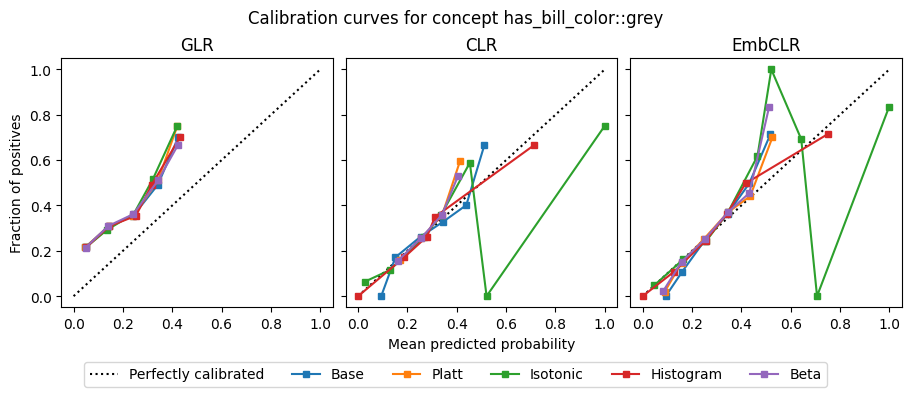 Calibration curves for concept has_bill_color::grey
GLR
CLR
EmbCLR
Fraction of positives
1.0
0.8
0.6
0.4
0.2
0.0
0.0 0.2 0.4 0.6 0.8 1.0
0.0 0.2 0.4 0.6 0.8 1.0
0.0 0.2 0.4 0.6 0.8 1.0
Mean predicted probability
Perfectly calibrated Base Platt Isotonic Histogram Beta